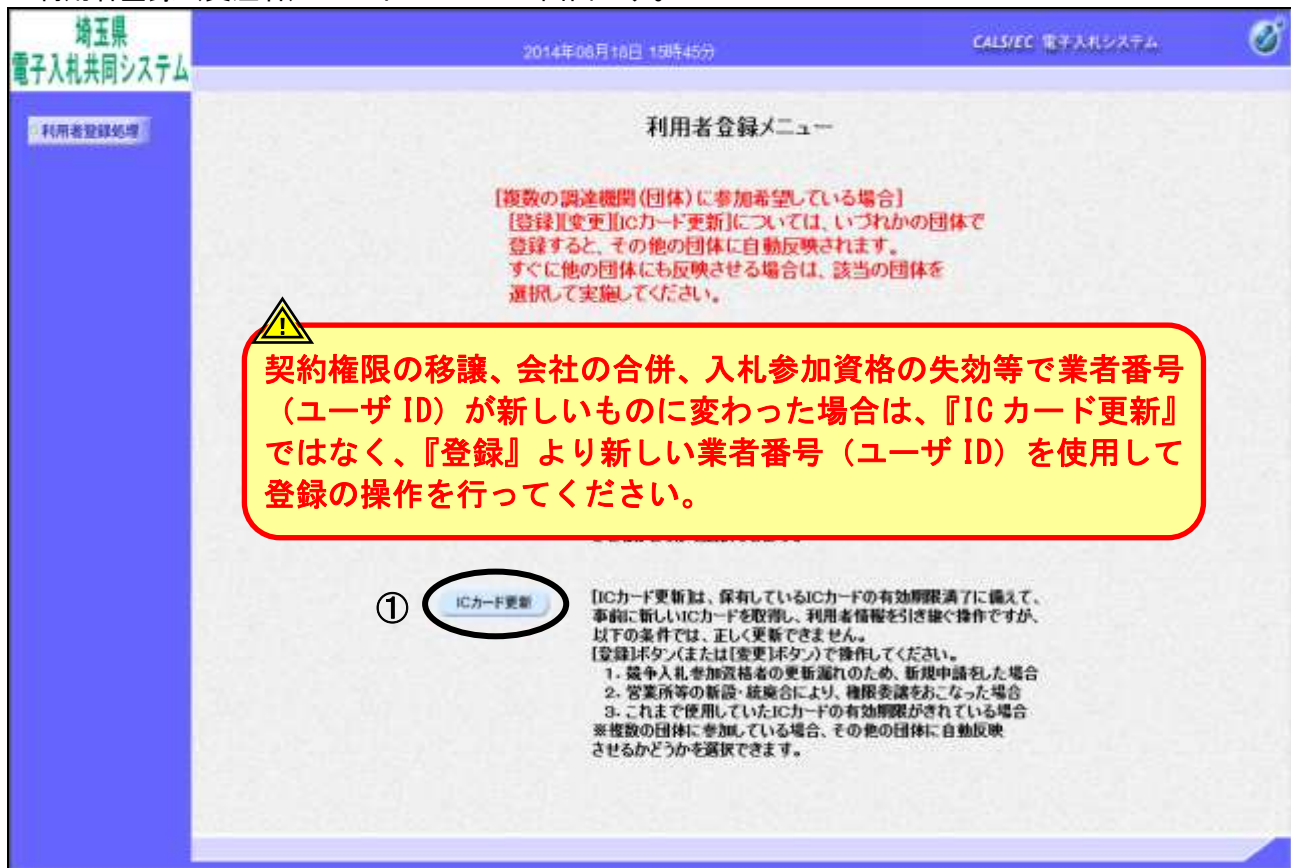 埼玉県
電子入札共同システム
2014年06月18日 15時45分
CALS/EC 電子入札システム
利用者登録処理
利用者登録メニュー
[複数の調達機関(団体)に参加希望している場合]
[登録][変更][ICカード更新]については、いづれかの団体で
登録すると、その他の団体に自動反映されます。
すぐに他の団体にも反映させる場合は、該当の団体を
選択して実施してください。
契約権限の移譲、会社の合併、入札参加資格の失効等で業者番号
（ユーザ ID）が新しいものに変わった場合は、『IC カード更新』
ではなく、『登録』より新しい業者番号（ユーザ ID）を使用して
登録の操作を行ってください。
① ICカード更新
[ICカード更新]は、保有しているICカードの有効期限満了に備えて、
事前に新しいICカードを取得し、利用者情報を引き継ぐ操作ですが、
以下の条件では、正しく更新できません。
[登録]ボタン(または[変更]ボタン)で操作してください。
1. 競争入札参加資格者の更新漏れのため、新規申請をした場合
2. 営業所等の新設・統廃合により、権限委譲をおこなった場合
3. これまで使用していたICカードの有効期限がきれている場合
※複数の団体に参加している場合、その他の団体に自動反映
させるかどうかを選択できます。